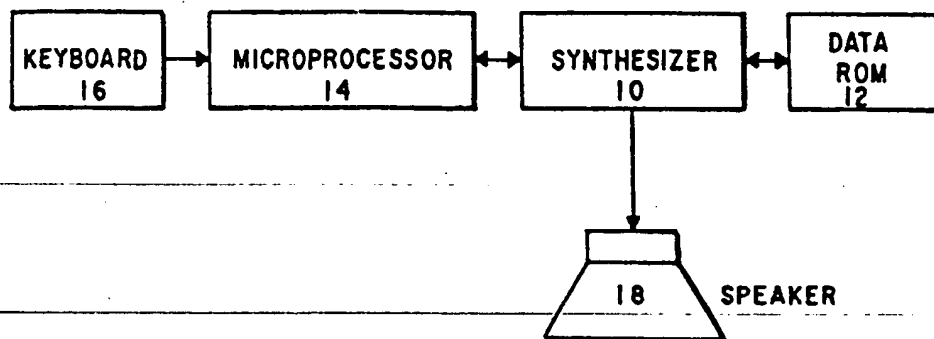 KEYBOARD
16
MICROPROCESSOR
14
SYNTHESIZER
10
DATA
ROM
12
18
SPEAKER